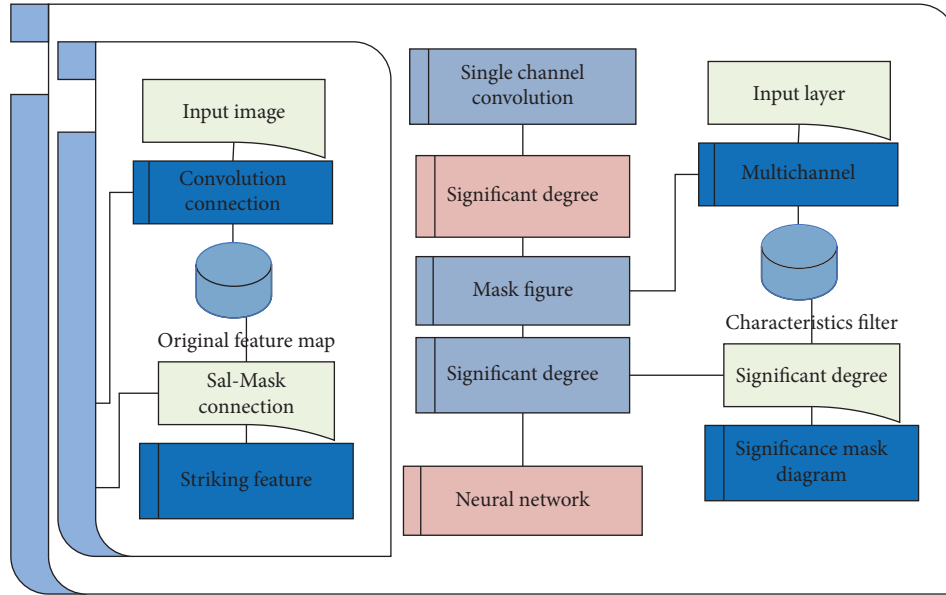 Input image
Convolution
connection
Original feature map
Sal-Mask
connection
Striking feature
Single channel
convolution
Significant degree
Mask figure
Significant degree
Neural network
Input layer
Multichannel
Characteristics filter
Significant degree
Significance mask
diagram